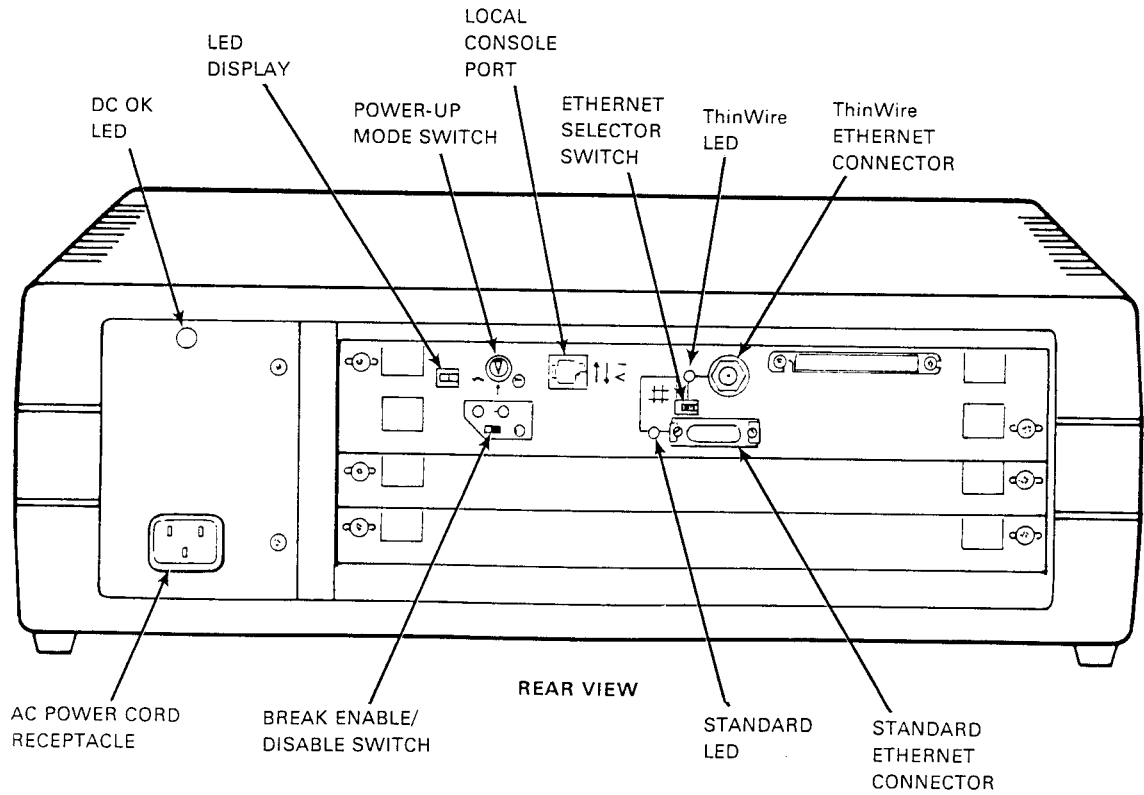 LOCAL
CONSOLE
PORT
LED
DISPLAY
DC OK
LED
POWER-UP
MODE SWITCH
ETHERNET
SELECTOR
SWITCH
ThinWire
LED
ThinWire
ETHERNET
CONNECTOR
REAR VIEW
AC POWER CORD
RECEPTACLE
BREAK ENABLE/
DISABLE SWITCH
STANDARD
LED
STANDARD
ETHERNET
CONNECTOR